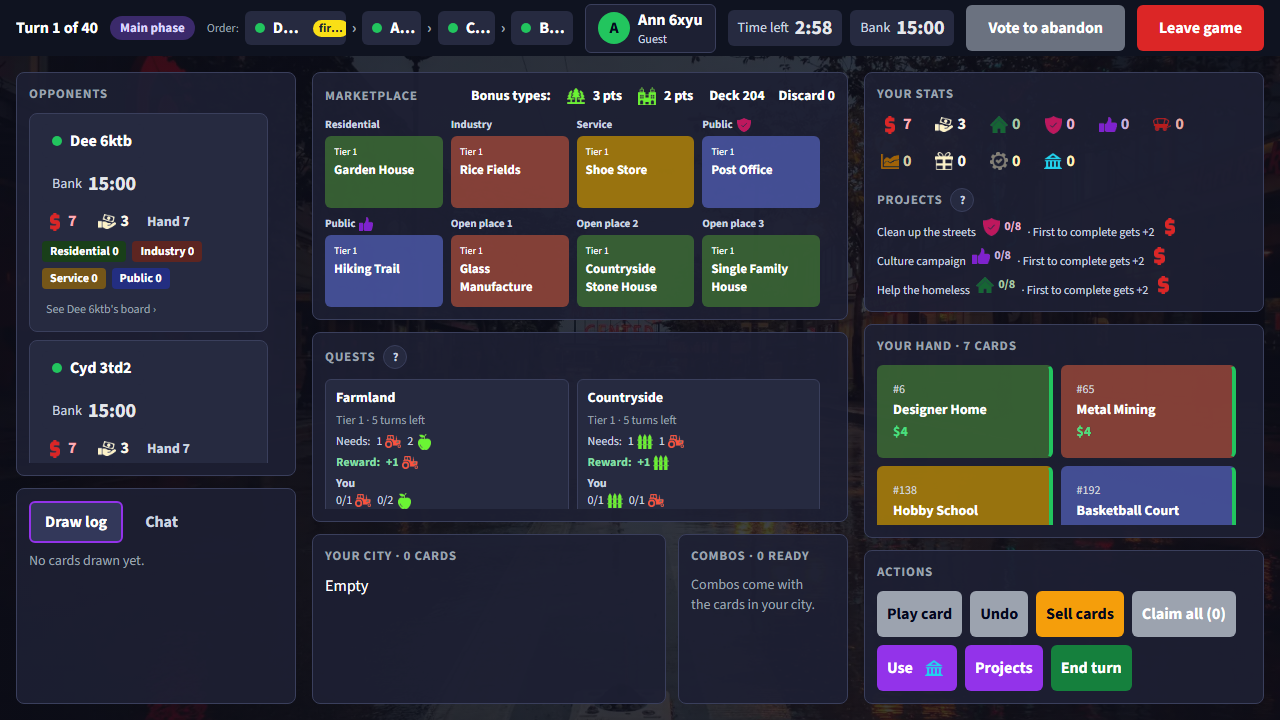 Turn 1 of 40 Main phase Order: D... fir... › A... › C... › B... A Ann 6xyu Guest Time left 2:58 Bank 15:00 Vote to abandon Leave game
OPPONENTS
Dee 6ktb
Bank 15:00
7 3 Hand 7
Residential 0 Industry 0
Service 0 Public 0
See Dee 6ktb's board ›
Cyd 3td2
Bank 15:00
7 3 Hand 7
Draw log Chat
No cards drawn yet.
MARKETPLACE Bonus types: 3 pts 2 pts Deck 204 Discard 0
Residential Industry Service Public
Tier 1 Tier 1 Tier 1 Tier 1
Garden House Rice Fields Shoe Store Post Office
Public Open place 1 Open place 2 Open place 3
Tier 1 Tier 1 Tier 1 Tier 1
Hiking Trail Glass Countryside Single Family
Manufacture Stone House House
QUESTS ?
Farmland Countryside
Tier 1 · 5 turns left Tier 1 · 5 turns left
Needs: 1 2 Needs: 1 1
Reward: +1 Reward: +1
You You
0/1 0/2 0/1 0/1
YOUR CITY · 0 CARDS
Empty
COMBOS · 0 READY
Combos come with
the cards in your city.
YOUR STATS
$ 7 3 0 0 0 0
0 0 0 0
PROJECTS ?
Clean up the streets 0/8 · First to complete gets +2 $
Culture campaign 0/8 · First to complete gets +2 $
Help the homeless 0/8 · First to complete gets +2 $
YOUR HAND · 7 CARDS
#6 #65
Designer Home Metal Mining
$4 $4
#138 #192
Hobby School Basketball Court
ACTIONS
Play card Undo Sell cards Claim all (0)
Use Projects End turn